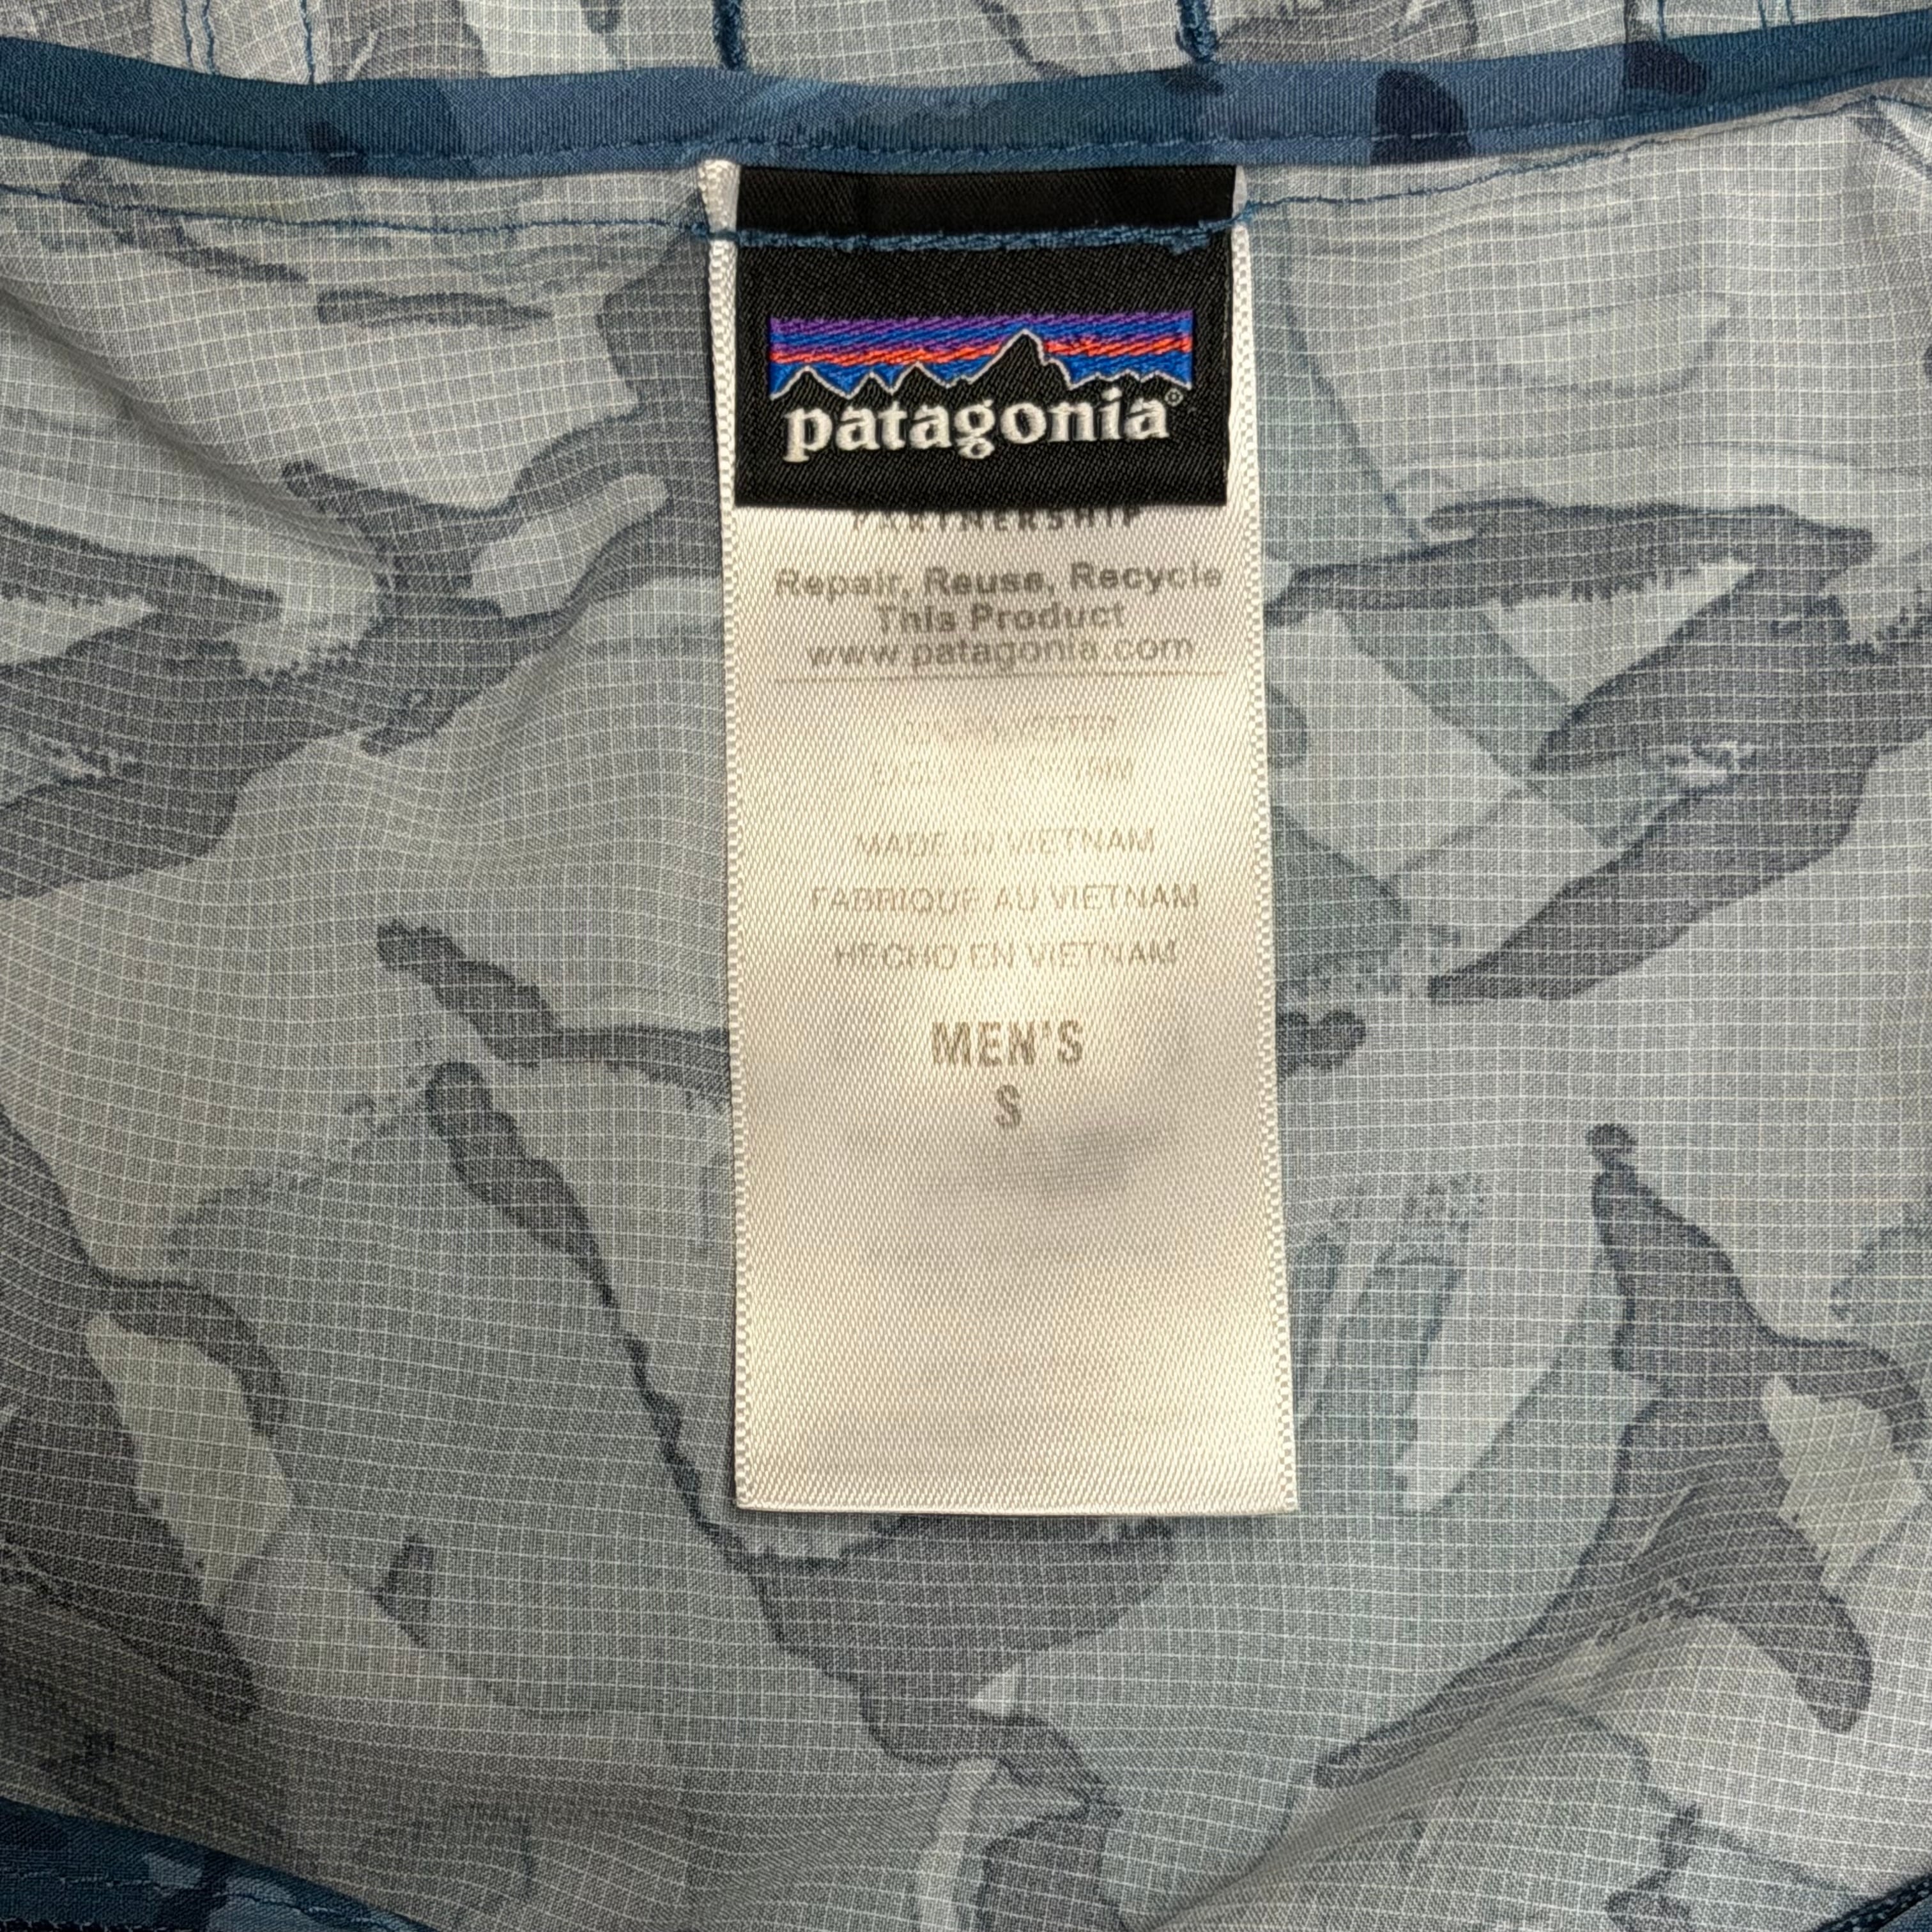 patagonia®
PARTNERSHIP
Repair, Reuse, Recycle
This Product
www.patagonia.com
MADE IN VIETNAM
FABRIQUE AU VIETNAM
HECHO EN VIETNAM
MEN'S
S